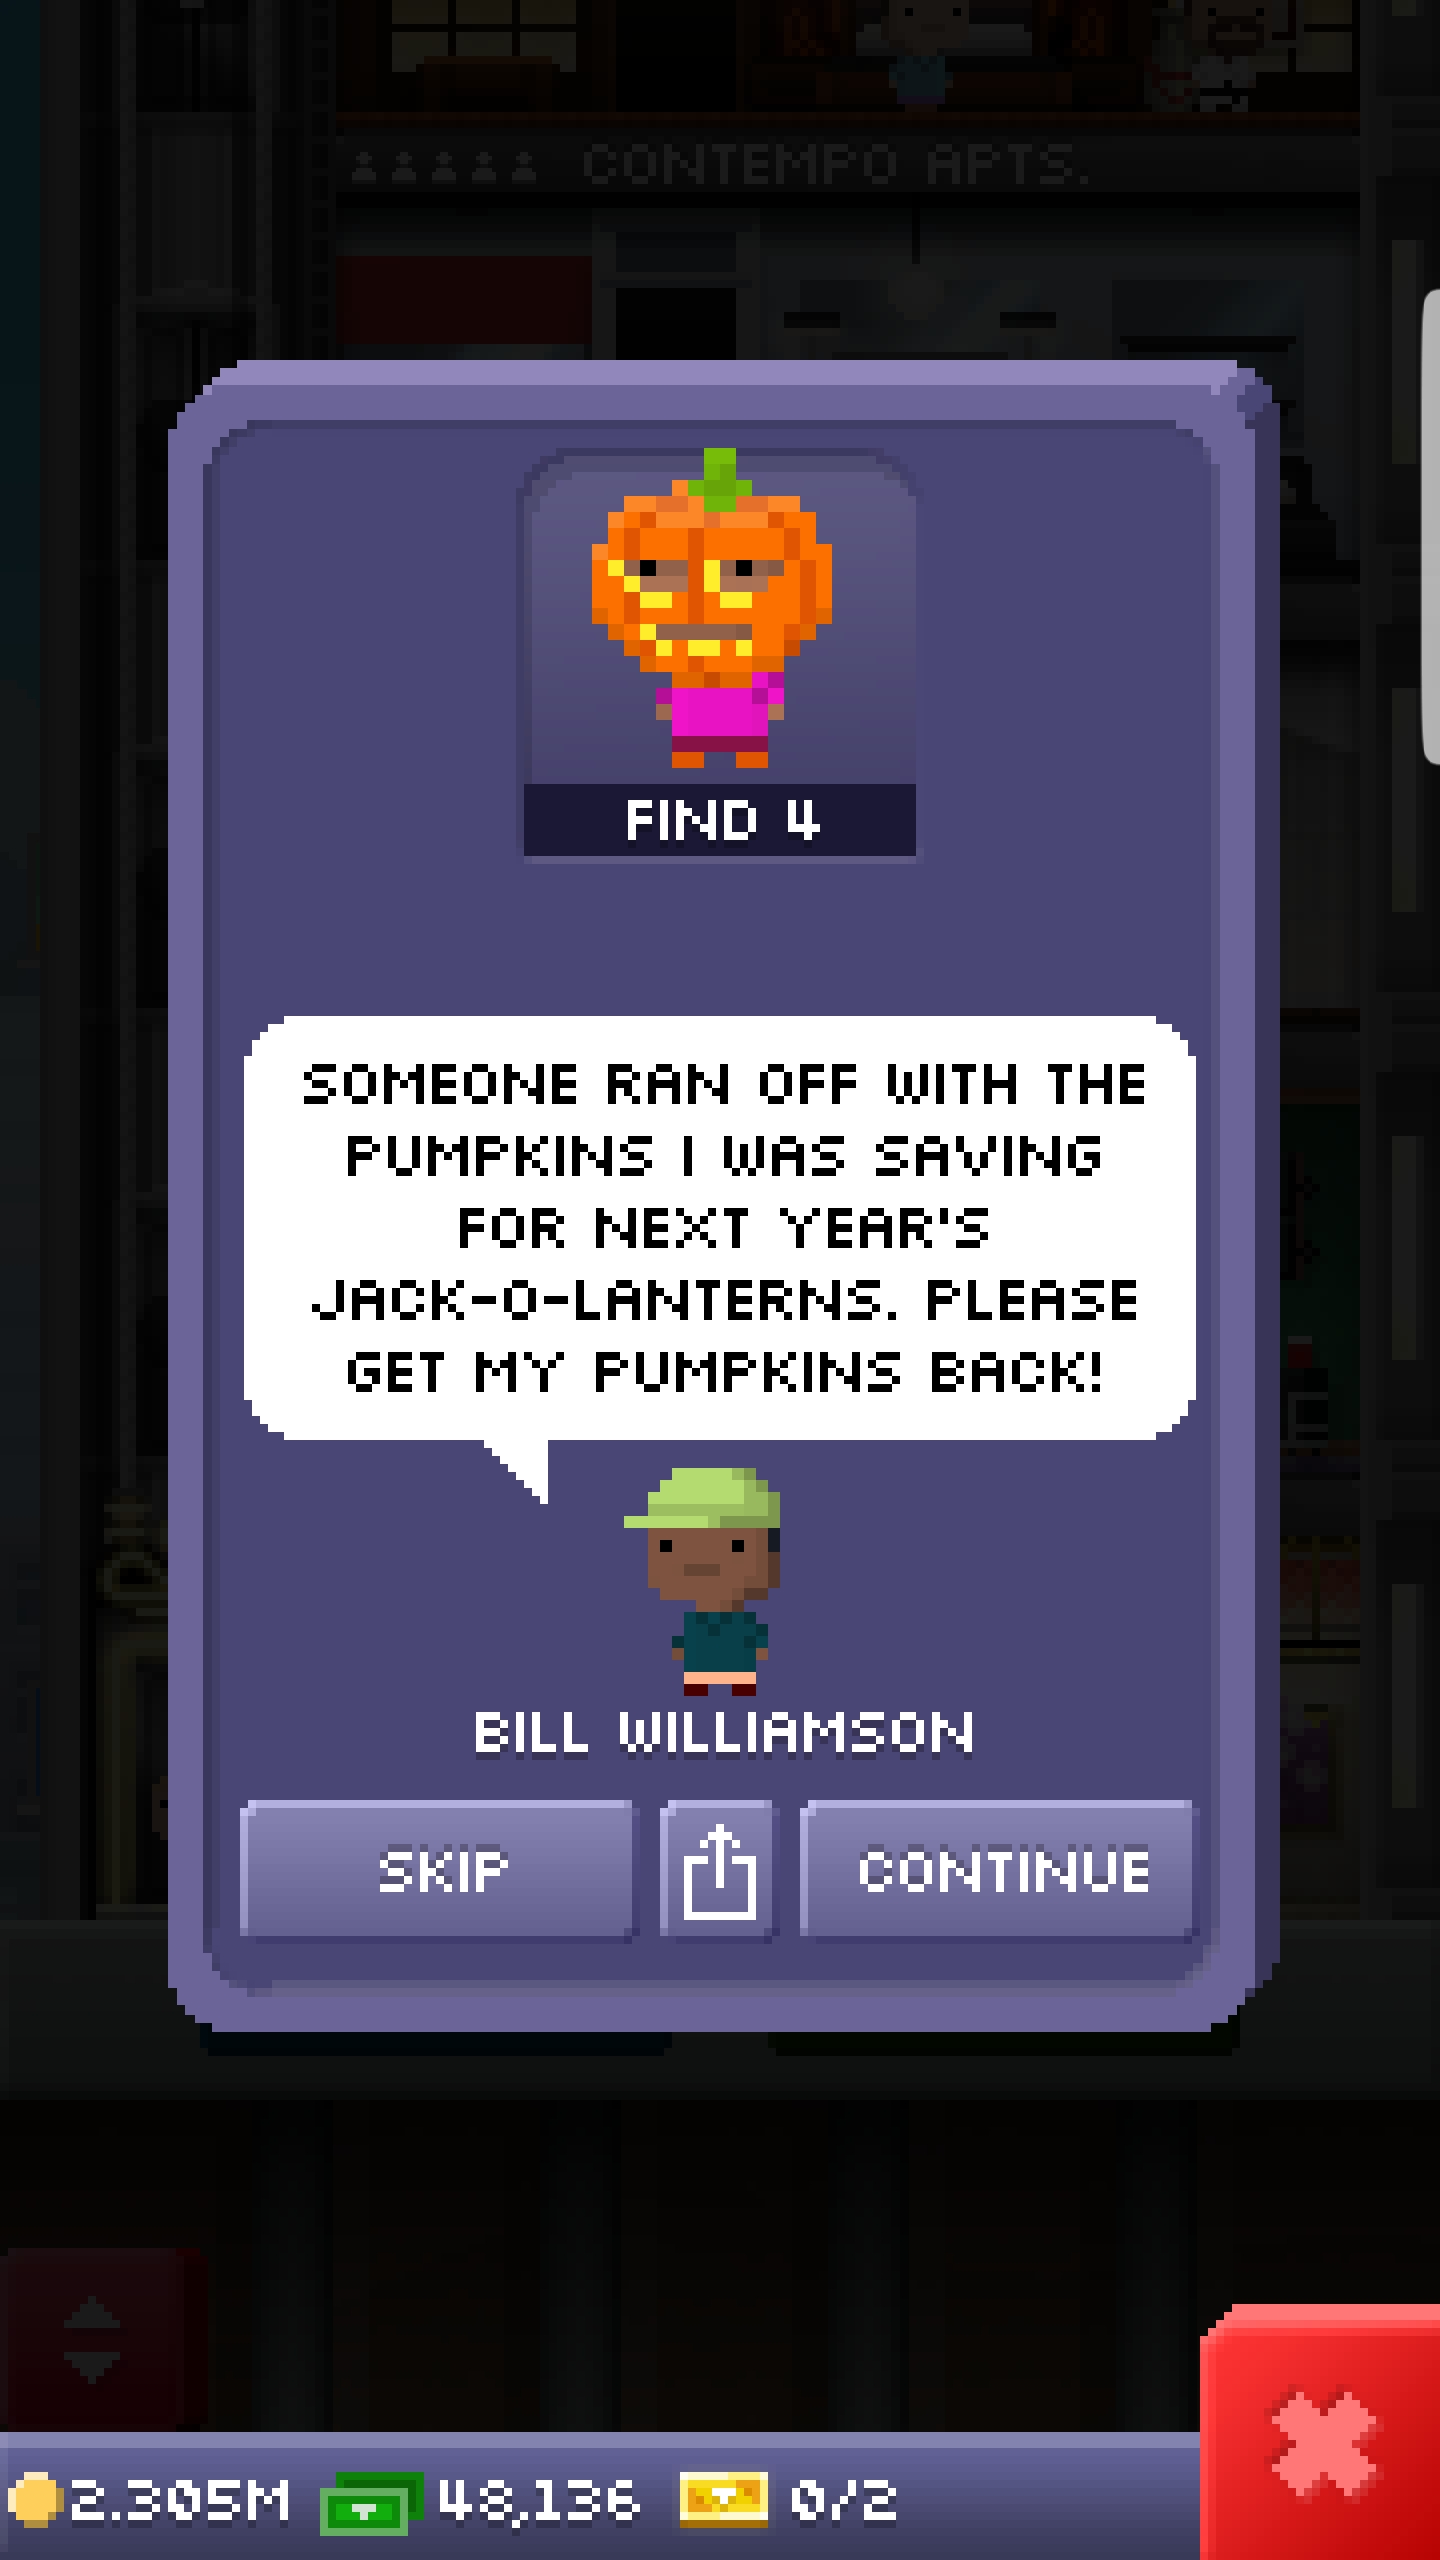 CONTEMPO APTS.
FIND 4
SOMEONE RAN OFF WITH THE
PUMPKINS I WAS SAVING
FOR NEXT YEAR'S
JACK-O-LANTERNS. PLEASE
GET MY PUMPKINS BACK!
BILL WILLIAMSON
SKIP
CONTINUE
2.305M 48,136 0/2